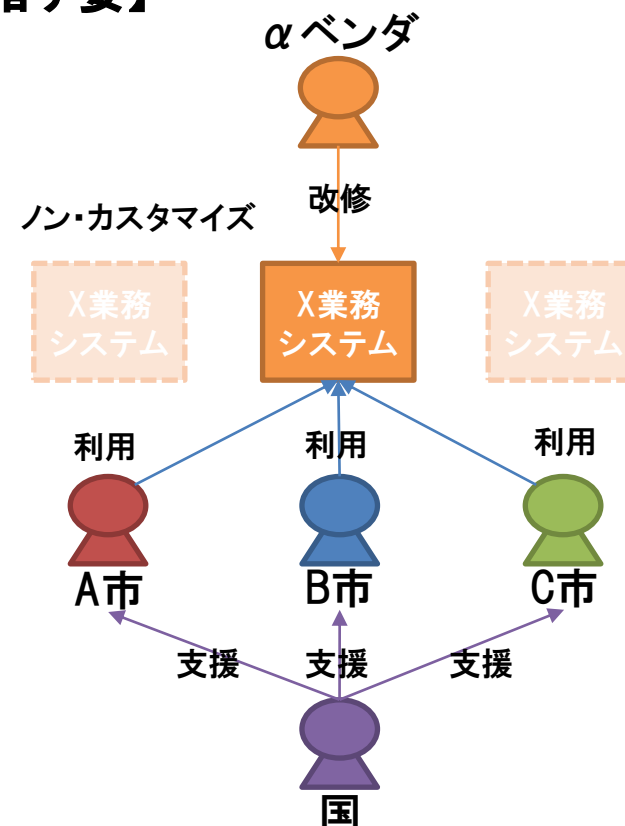 αベンダ
改修
ノン・カスタマイズ
X業務
システム
X業務
システム
X業務
システム
利用
利用
利用
A市
B市
C市
支援
支援
支援
国